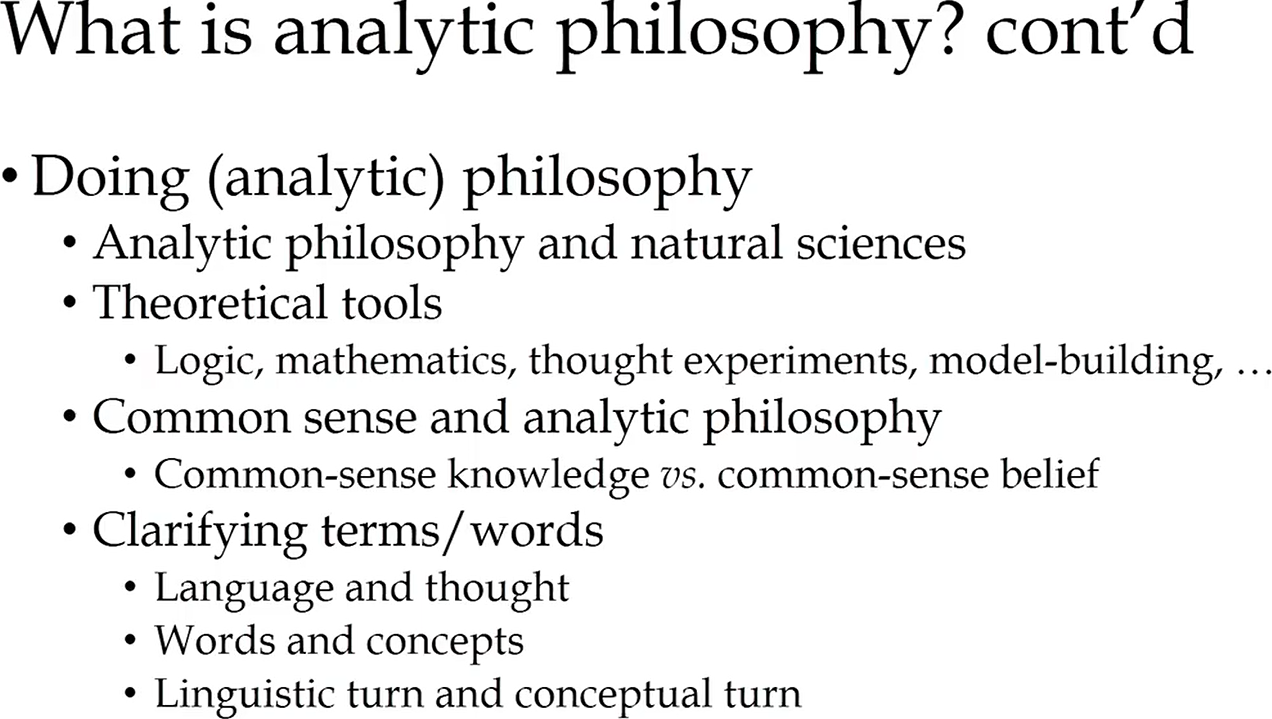 What is analytic philosophy? cont’d
• Doing (analytic) philosophy
• Analytic philosophy and natural sciences
• Theoretical tools
• Logic, mathematics, thought experiments, model-building, …
• Common sense and analytic philosophy
• Common-sense knowledge vs. common-sense belief
• Clarifying terms/words
• Language and thought
• Words and concepts
• Linguistic turn and conceptual turn